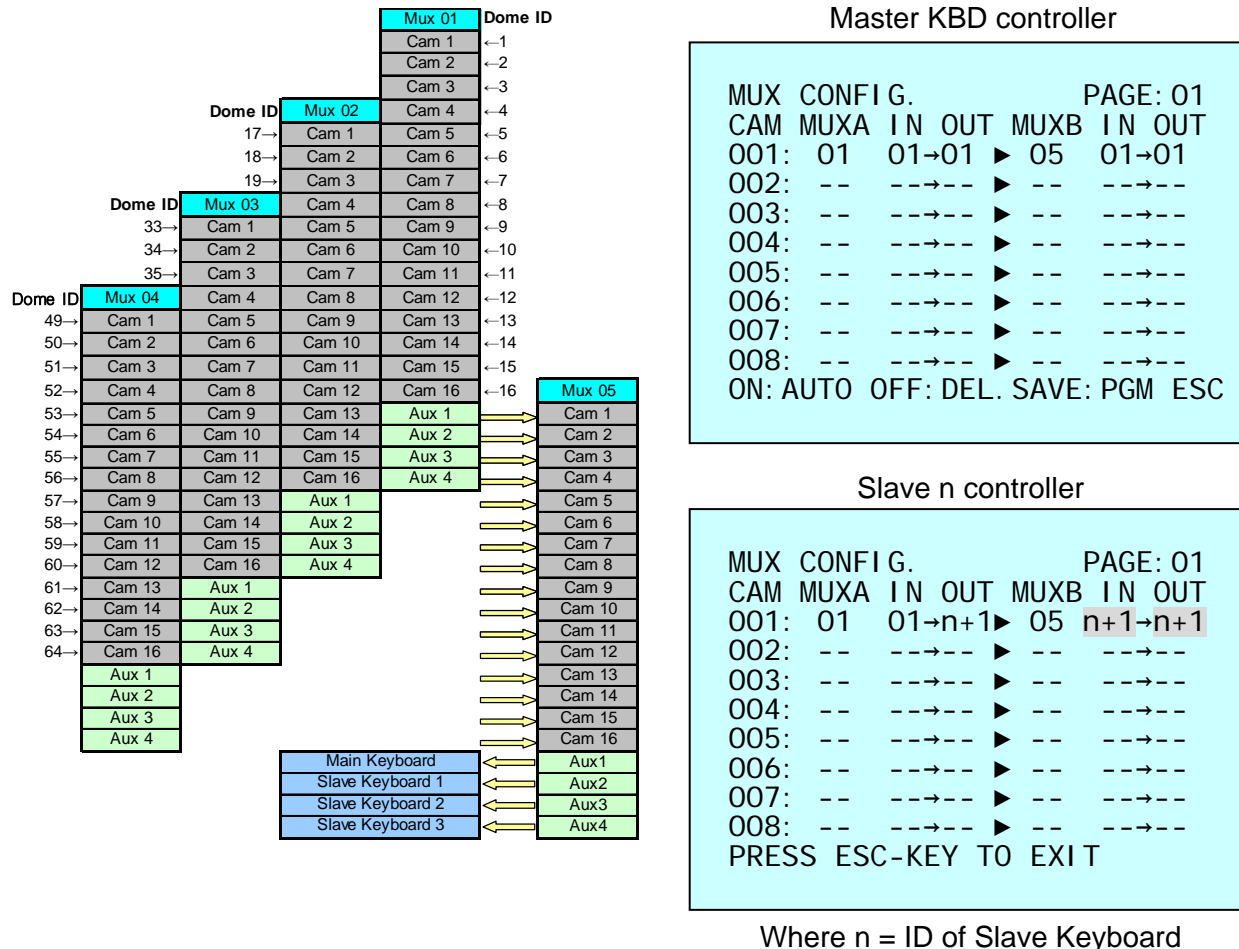 Mux 01 Dome ID
Cam 1 ←1
Cam 2 ←2
Cam 3 ←3
Dome ID Mux 02 Cam 4 ←4
17→ Cam 1 Cam 5 ←5
18→ Cam 2 Cam 6 ←6
19→ Cam 3 Cam 7 ←7
Dome ID Mux 03 Cam 4 Cam 8 ←8
33→ Cam 1 Cam 5 Cam 9 ←9
34→ Cam 2 Cam 6 Cam 10 ←10
35→ Cam 3 Cam 7 Cam 11 ←11
Dome ID Mux 04 Cam 4 Cam 8 Cam 12 ←12
49→ Cam 1 Cam 5 Cam 9 Cam 13 ←13
50→ Cam 2 Cam 6 Cam 10 Cam 14 ←14
51→ Cam 3 Cam 7 Cam 11 Cam 15 ←15
52→ Cam 4 Cam 8 Cam 12 Cam 16 ←16 Mux 05
53→ Cam 5 Cam 9 Cam 13 Aux 1 Cam 1
54→ Cam 6 Cam 10 Cam 14 Aux 2 Cam 2
55→ Cam 7 Cam 11 Cam 15 Aux 3 Cam 3
56→ Cam 8 Cam 12 Cam 16 Aux 4 Cam 4
57→ Cam 9 Cam 13 Aux 1 Cam 5
58→ Cam 10 Cam 14 Aux 2 Cam 6
59→ Cam 11 Cam 15 Aux 3 Cam 7
60→ Cam 12 Cam 16 Aux 4 Cam 8
61→ Cam 13 Aux 1 Cam 9
62→ Cam 14 Aux 2 Cam 10
63→ Cam 15 Aux 3 Cam 11
64→ Cam 16 Aux 4 Cam 12
Aux 1 Cam 13
Aux 2 Cam 14
Aux 3 Cam 15
Aux 4 Cam 16
Main Keyboard Aux1
Slave Keyboard 1 Aux2
Slave Keyboard 2 Aux3
Slave Keyboard 3 Aux4
Master KBD controller
MUX CONFIG. PAGE:01
CAM MUXA IN OUT MUXB IN OUT
001: 01 01→01 ► 05 01→01
002: -- --→-- ► -- --→--
003: -- --→-- ► -- --→--
004: -- --→-- ► -- --→--
005: -- --→-- ► -- --→--
006: -- --→-- ► -- --→--
007: -- --→-- ► -- --→--
008: -- --→-- ► -- --→--
ON:AUTO OFF:DEL. SAVE:PGM ESC
Slave n controller
MUX CONFIG. PAGE:01
CAM MUXA IN OUT MUXB IN OUT
001: 01 01→n+1► 05 n+1→n+1
002: -- --→-- ► -- --→--
003: -- --→-- ► -- --→--
004: -- --→-- ► -- --→--
005: -- --→-- ► -- --→--
006: -- --→-- ► -- --→--
007: -- --→-- ► -- --→--
008: -- --→-- ► -- --→--
PRESS ESC-KEY TO EXIT
Where n = ID of Slave Keyboard